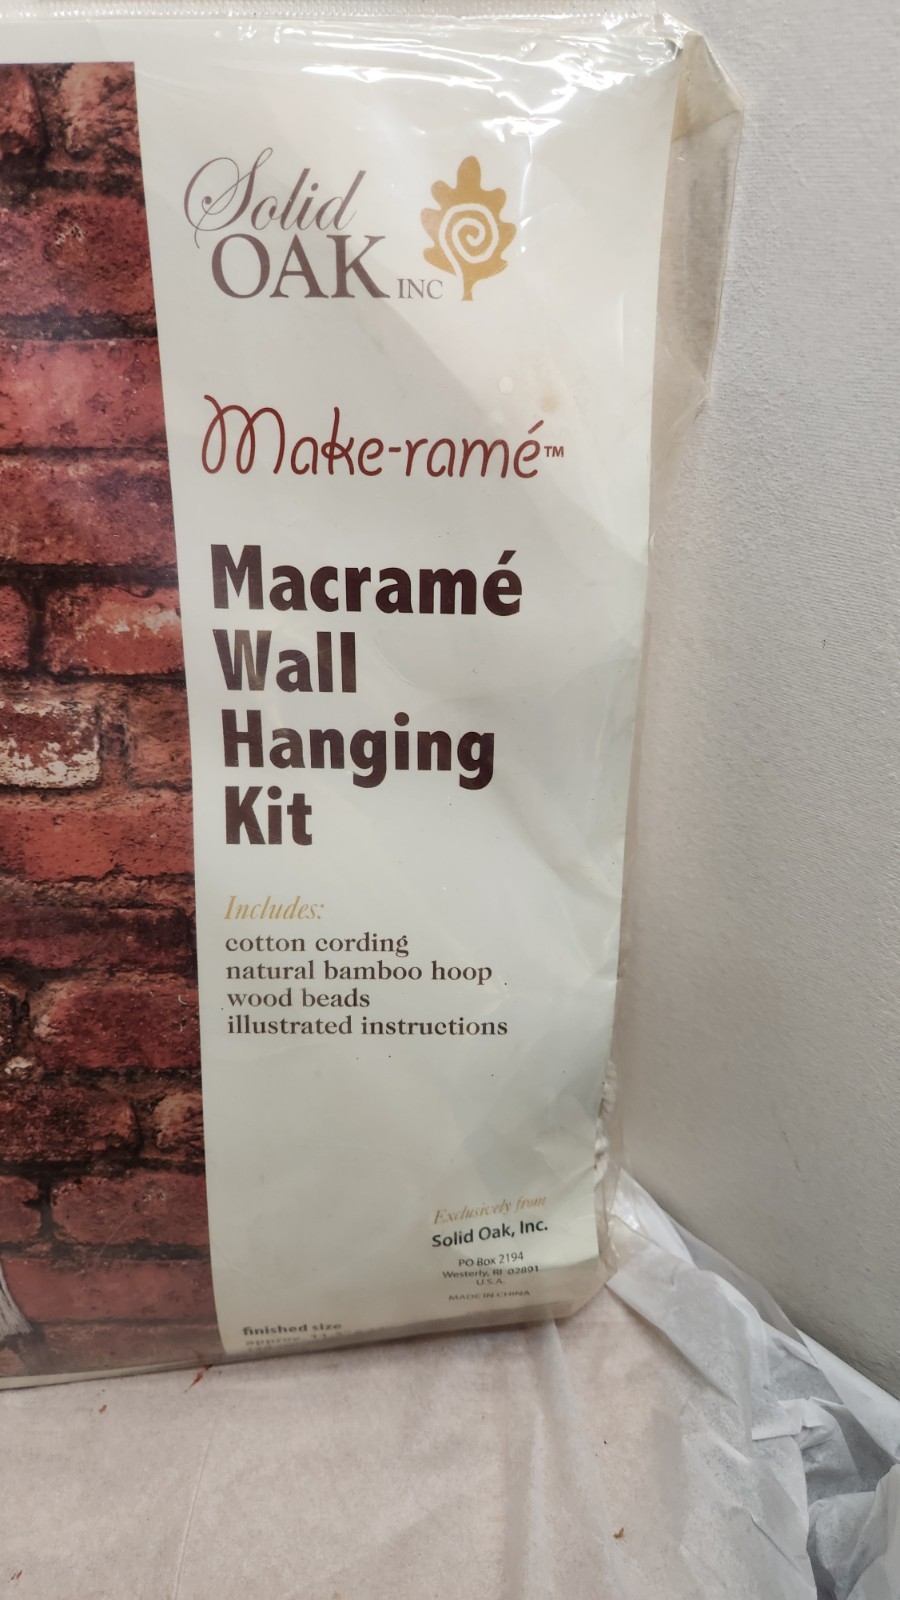 Solid
OAK INC
Make-ramé™
Macramé
Wall
Hanging
Kit
Includes:
cotton cording
natural bamboo hoop
wood beads
illustrated instructions
Exclusively from
Solid Oak, Inc.
PO Box 2194
Westerly, RI 02891
U.S.A.
MADE IN CHINA
finished size
approx.